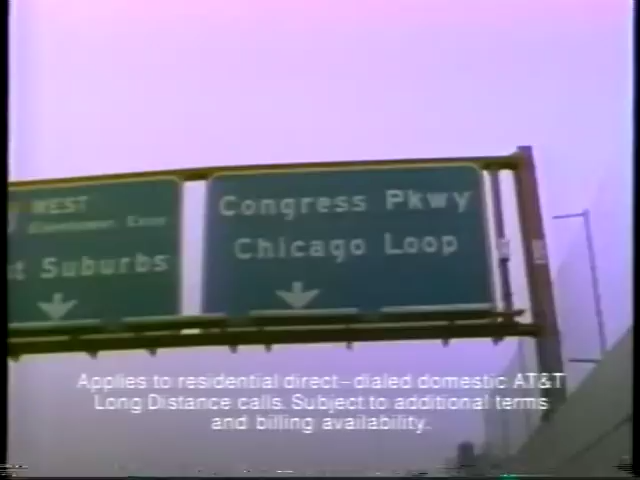 WEST
Suburbs
Congress Pkwy
Chicago Loop
Applies to residential direct-dialed domestic AT&T
Long Distance calls. Subject to additional terms
and billing availability.